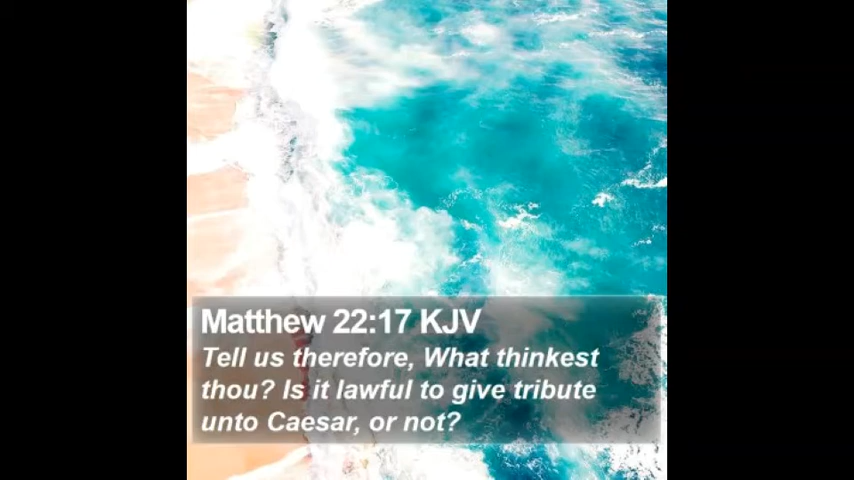 Matthew 22:17 KJV
Tell us therefore, What thinkest
thou? Is it lawful to give tribute
unto Caesar, or not?